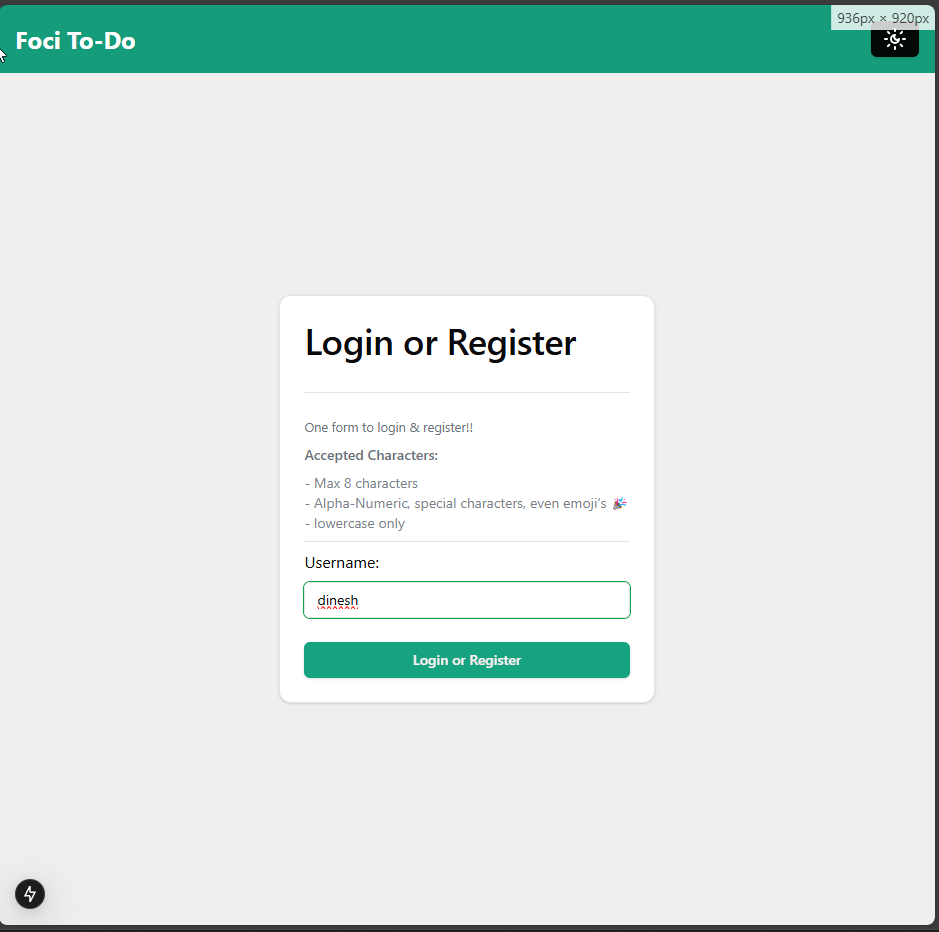 936px × 920px
Foci To-Do
Login or Register
One form to login & register!!
Accepted Characters:
- Max 8 characters
- Alpha-Numeric, special characters, even emoji's 🎉
- lowercase only
Username:
dinesh
Login or Register